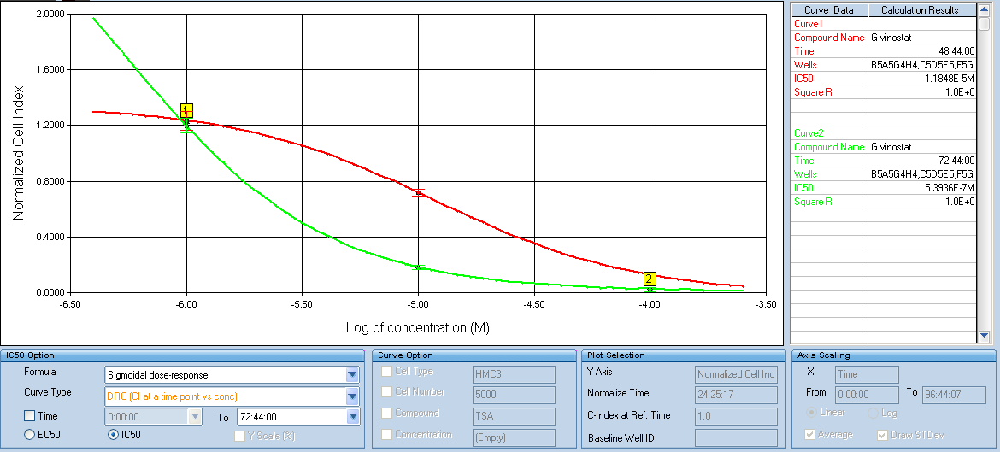 2.0000
1.6000
1.2000
0.8000
0.4000
0.0000
Normalized Cell Index
1
2
-6.50 -6.00 -5.50 -5.00 -4.50 -4.00 -3.50
Log of concentration (M)
Curve Data Calculation Results
Curve1
Compound Name Givinostat
Time 48:44:00
Wells B5A5G4H4,C5D5E5,F5G
IC50 1.1848E-5M
Square R 1.0E+0
Curve2
Compound Name Givinostat
Time 72:44:00
Wells B5A5G4H4,C5D5E5,F5G
IC50 5.3936E-7M
Square R 1.0E+0
IC50 Option
Formula Sigmoidal dose-response
Curve Type DRC (CI at a time point vs conc)
Time 0:00:00 To 72:44:00
EC50 IC50 Y Scale (%)
Curve Option
Cell Type HMC3
Cell Number 5000
Compound TSA
Concentration (Empty)
Plot Selection
Y Axis Normalized Cell Ind
Normalize Time 24:25:17
C-Index at Ref. Time 1.0
Baseline Well ID
Axis Scaling
X Time
From 0:00:00 To 96:44:07
Linear Log
Average Draw STDev